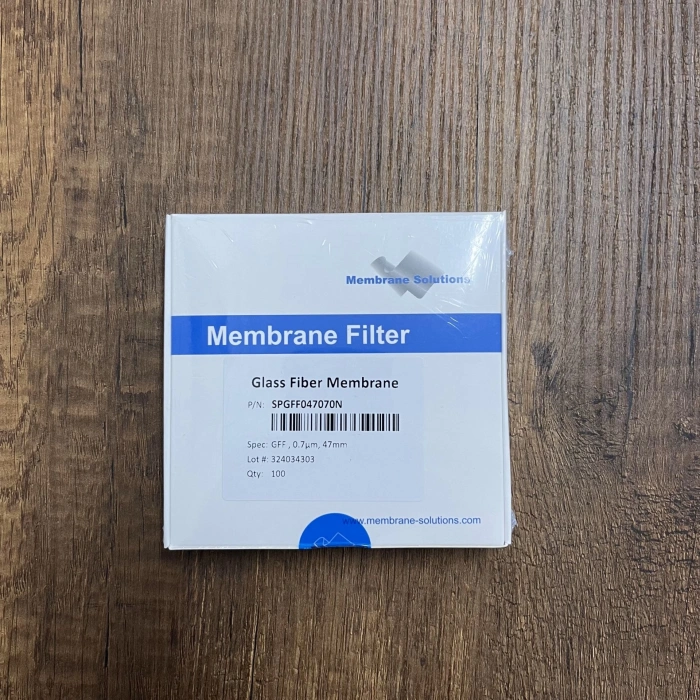 Membrane Solutions
Membrane Filter
Glass Fiber Membrane
P/N: SPGFF047070N
Spec: GFF , 0.7μm, 47mm
Lot #: 324034303
Qty: 100
www.membrane-solutions.com